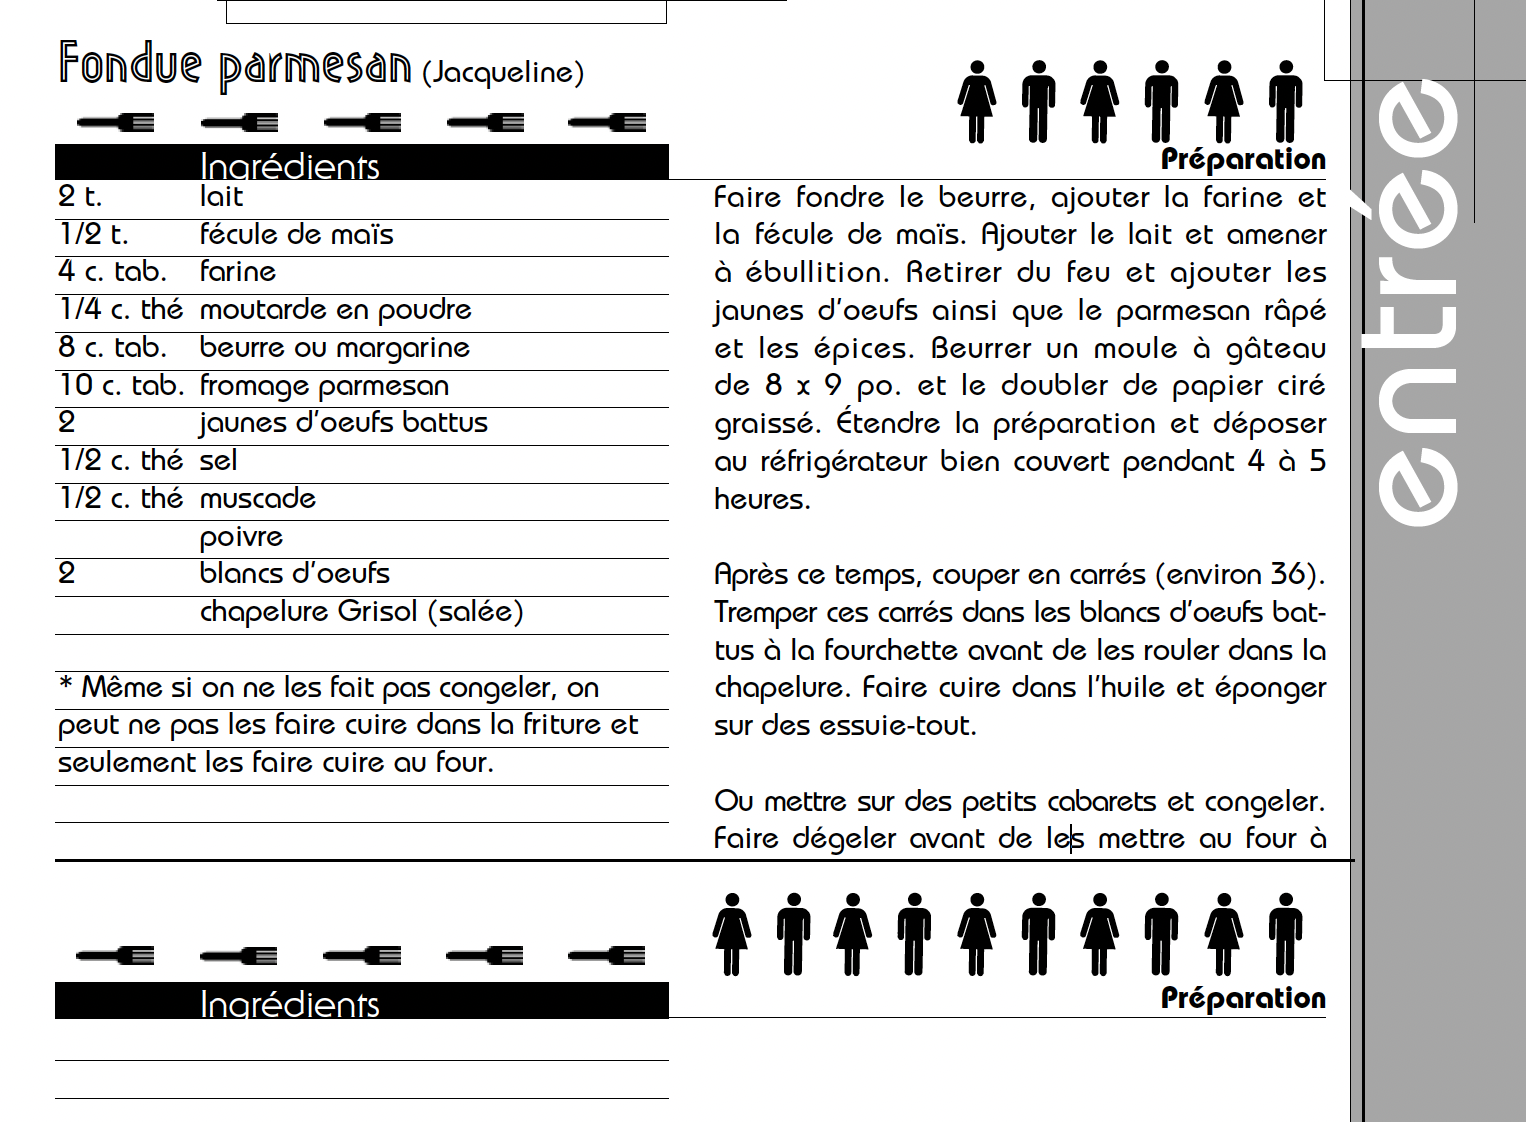 Fondue parmesan (Jacqueline)
Ingrédients
2 t. lait
1/2 t. fécule de maïs
4 c. tab. farine
1/4 c. thé moutarde en poudre
8 c. tab. beurre ou margarine
10 c. tab. fromage parmesan
2 jaunes d'oeufs battus
1/2 c. thé sel
1/2 c. thé muscade
poivre
2 blancs d'oeufs
chapelure Grisol (salée)
* Même si on ne les fait pas congeler, on
peut ne pas les faire cuire dans la friture et
seulement les faire cuire au four.
Préparation
Faire fondre le beurre, ajouter la farine et
la fécule de maïs. Ajouter le lait et amener
à ébullition. Retirer du feu et ajouter les
jaunes d'oeufs ainsi que le parmesan râpé
et les épices. Beurrer un moule à gâteau
de 8 x 9 po. et le doubler de papier ciré
graissé. Étendre la préparation et déposer
au réfrigérateur bien couvert pendant 4 à 5
heures.
Après ce temps, couper en carrés (environ 36).
Tremper ces carrés dans les blancs d'oeufs bat-
tus à la fourchette avant de les rouler dans la
chapelure. Faire cuire dans l'huile et éponger
sur des essuie-tout.
Ou mettre sur des petits cabarets et congeler.
Faire dégeler avant de les mettre au four à
entrée
Ingrédients
Préparation